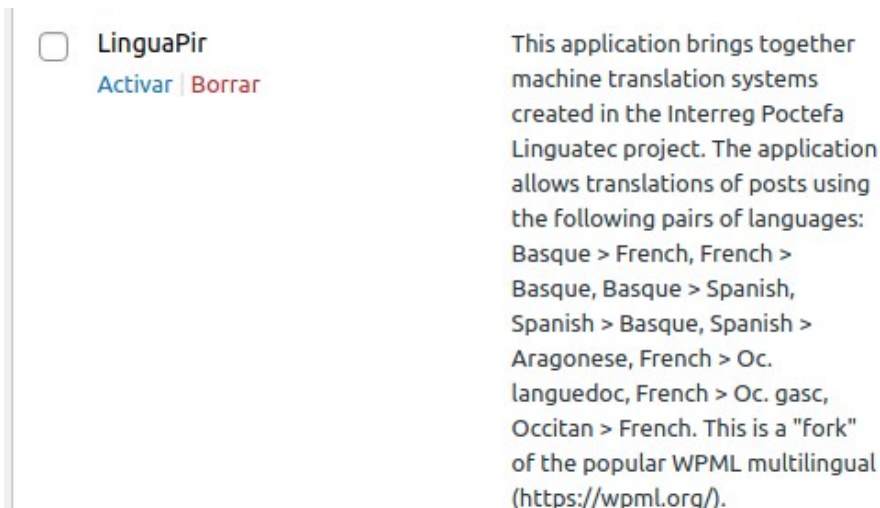 LinguaPir
Activar | Borrar
This application brings together
machine translation systems
created in the Interreg Poctefa
Linguatec project. The application
allows translations of posts using
the following pairs of languages:
Basque > French, French >
Basque, Basque > Spanish,
Spanish > Basque, Spanish >
Aragonese, French > Oc.
languedoc, French > Oc. gasc,
Occitan > French. This is a "fork"
of the popular WPML multilingual
(https://wpml.org/).